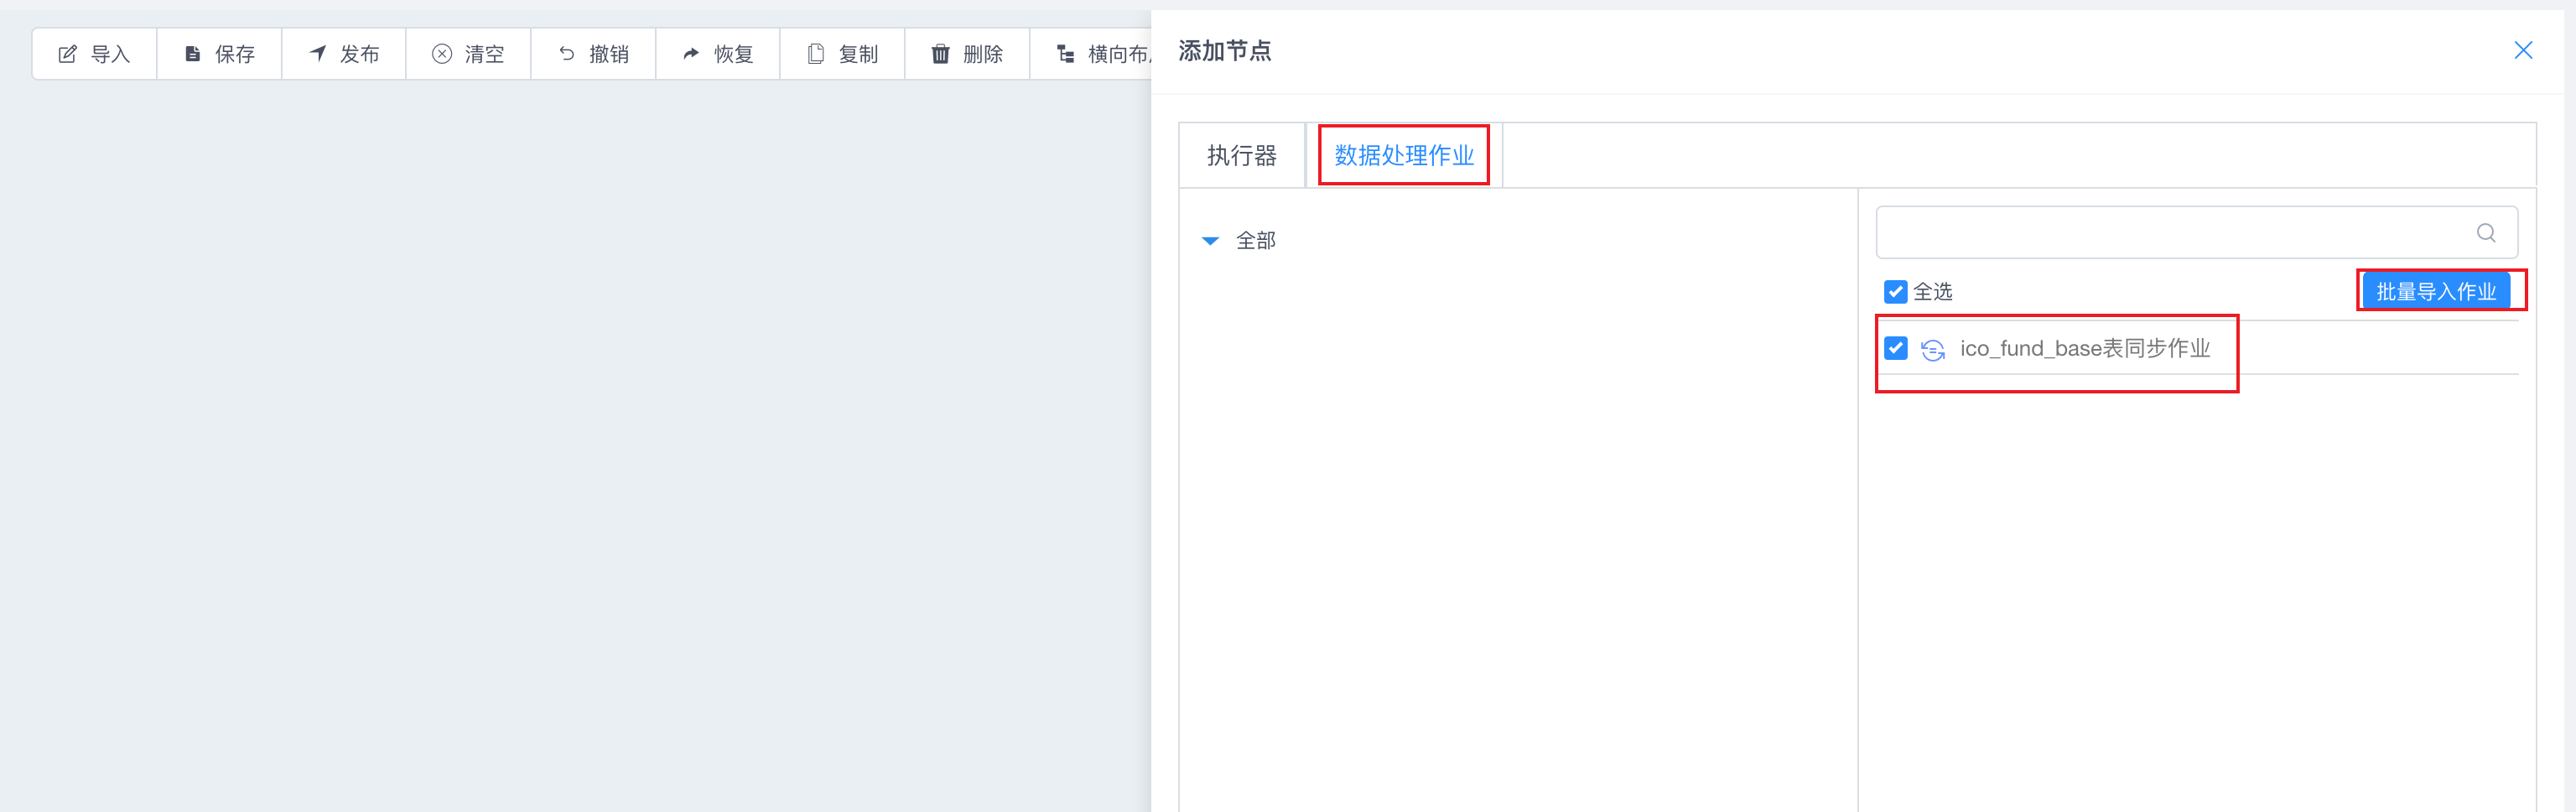 导入 保存 发布 清空 撤销 恢复 复制 删除 横向布
添加节点
执行器 数据处理作业
全部
全选 批量导入作业
ico_fund_base表同步作业